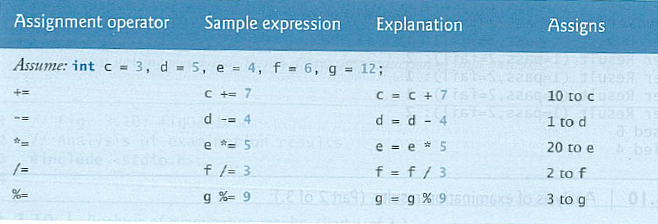 Assignment operator Sample expression Explanation Assigns
Assume: int c = 3, d = 5, e = 4, f = 6, g = 12;
+= c += 7 c = c + 7 10 to c
-= d -= 4 d = d - 4 1 to d
*= e *= 5 e = e * 5 20 to e
/= f /= 3 f = f / 3 2 to f
%= g %= 9 g = g % 9 3 to g